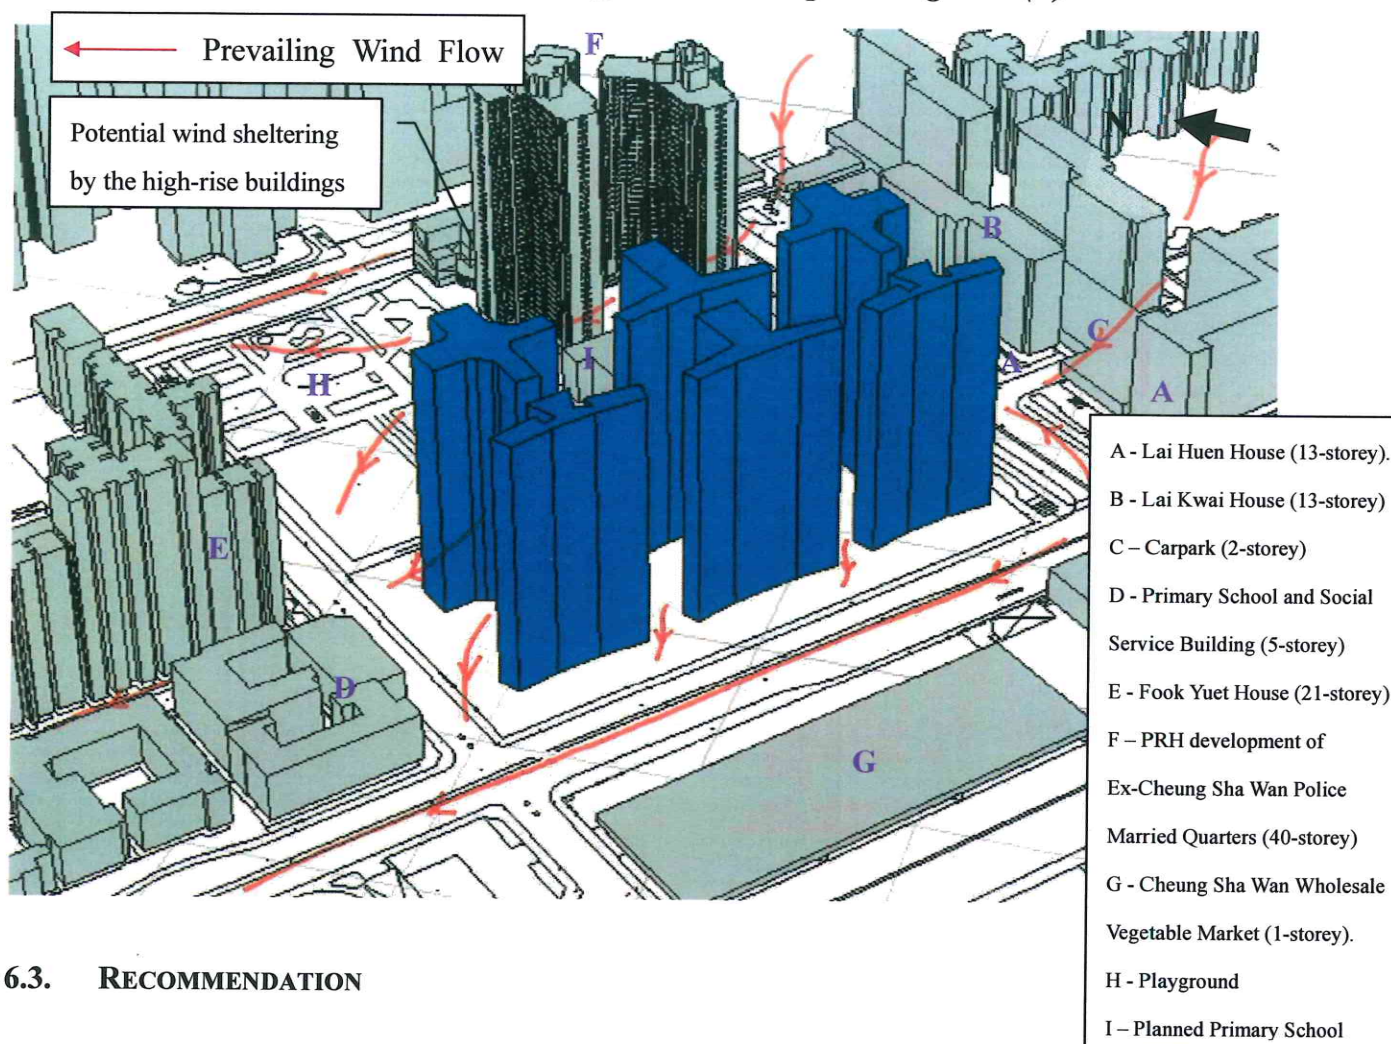 Prevailing Wind Flow
Potential wind sheltering
by the high-rise buildings
F
B
C
I
A
A
H
E
D
G
A - Lai Huen House (13-storey).
B - Lai Kwai House (13-storey)
C – Carpark (2-storey)
D - Primary School and Social
Service Building (5-storey)
E - Fook Yuet House (21-storey)
F – PRH development of
Ex-Cheung Sha Wan Police
Married Quarters (40-storey)
G - Cheung Sha Wan Wholesale
Vegetable Market (1-storey).
H - Playground
I – Planned Primary School
6.3. RECOMMENDATION